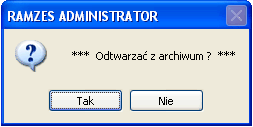 RAMZES ADMINISTRATOR
*** Odtwarzać z archiwum ? ***
Tak
Nie